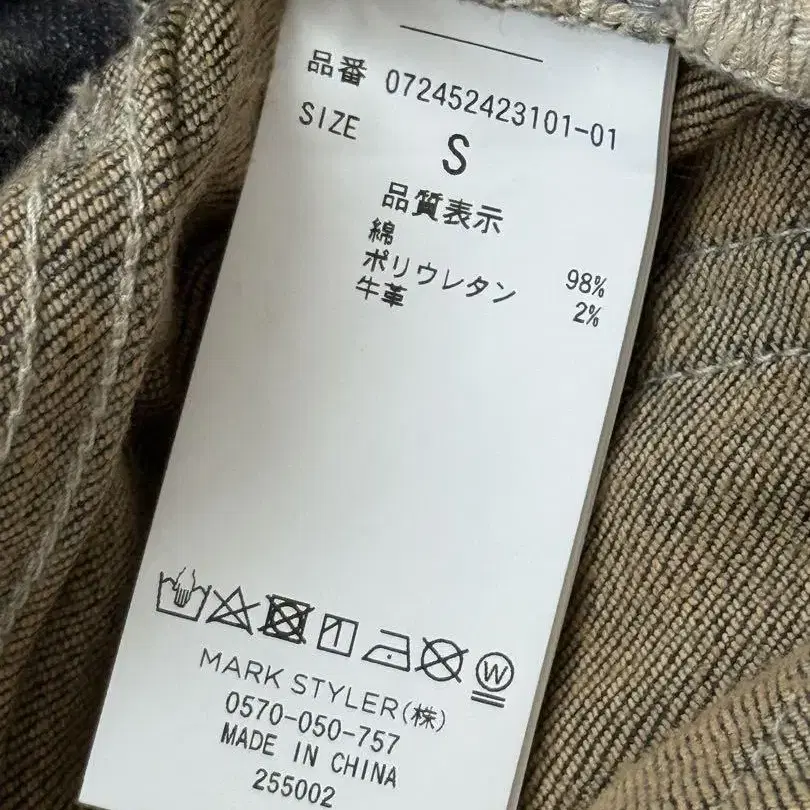 品番 072452423101-01
SIZE S
品質表示
綿 98%
ポリウレタン 2%
牛革
W
MARK STYLER(株)
0570-050-757
MADE IN CHINA
255002